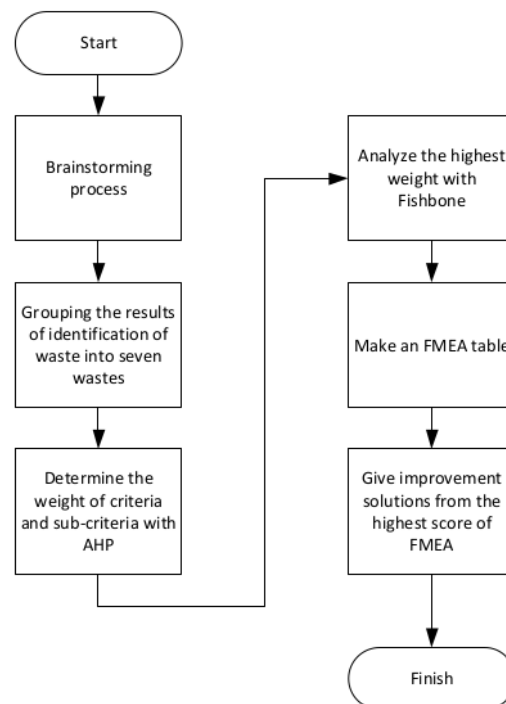 Start
Brainstorming
process
Grouping the results
of identification of
waste into seven
wastes
Determine the
weight of criteria
and sub-criteria with
AHP
Analyze the highest
weight with
Fishbone
Make an FMEA table
Give improvement
solutions from the
highest score of
FMEA
Finish